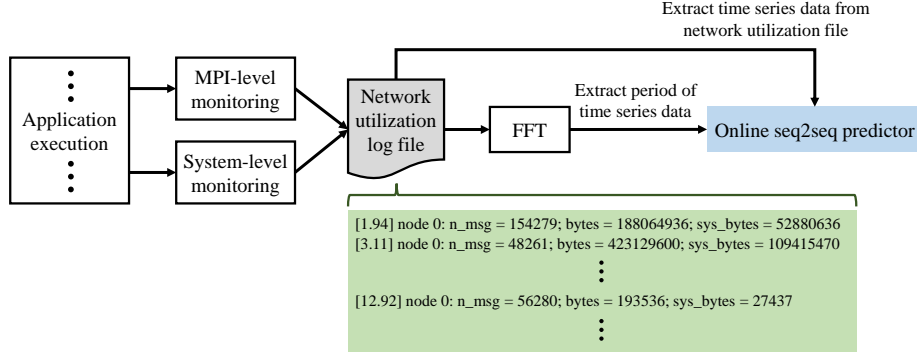 Extract time series data from
network utilization file
Application
execution
MPI-level
monitoring
System-level
monitoring
Network
utilization
log file
FFT
Extract period of
time series data
Online seq2seq predictor
[1.94] node 0: n_msg = 154279; bytes = 188064936; sys_bytes = 52880636
[3.11] node 0: n_msg = 48261; bytes = 423129600; sys_bytes = 109415470
[12.92] node 0: n_msg = 56280; bytes = 193536; sys_bytes = 27437